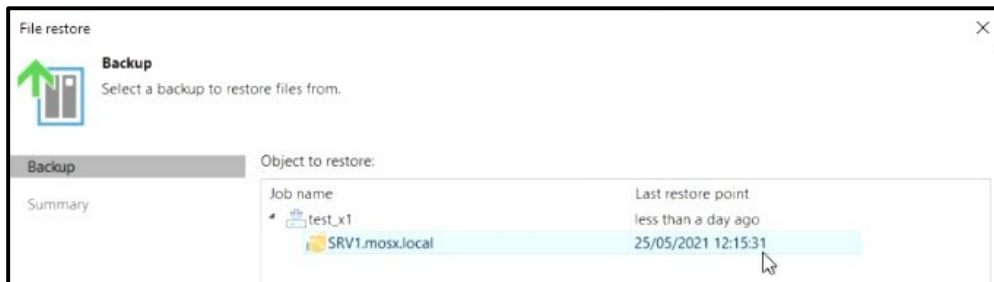 File restore
Backup
Select a backup to restore files from.
Backup
Object to restore:
Summary
Job name Last restore point
test_x1 less than a day ago
SRV1.mosx.local 25/05/2021 12:15:31